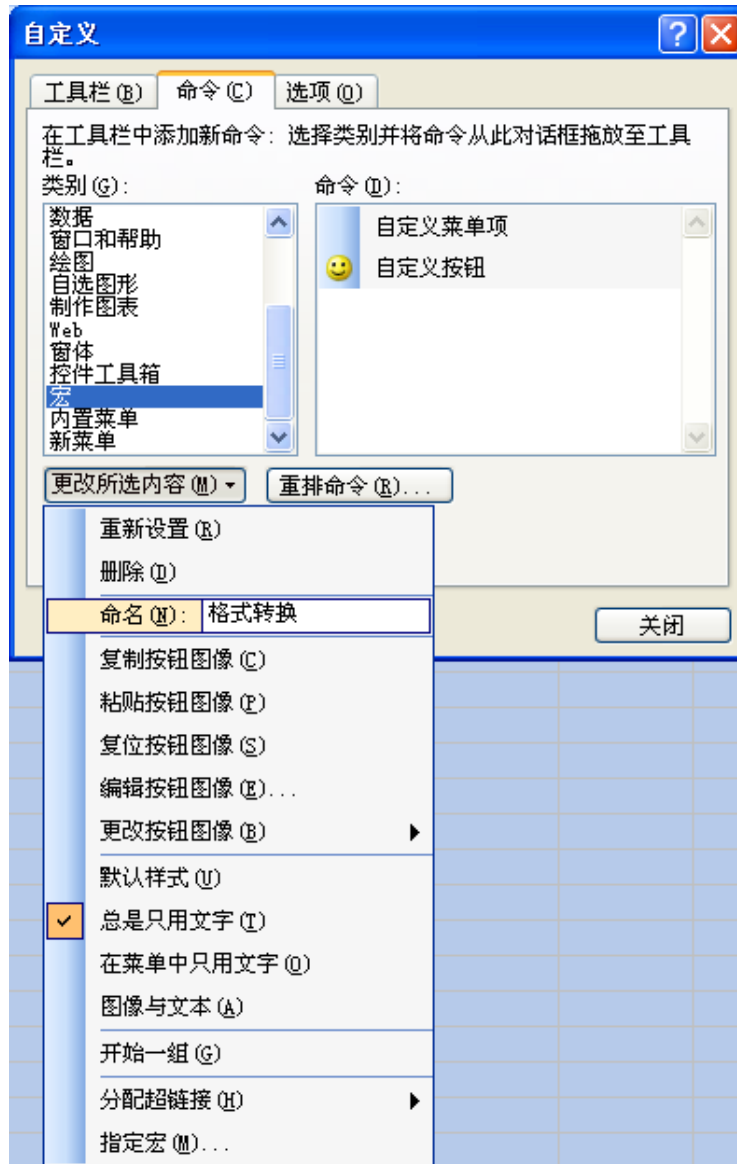 自定义
工具栏(B) 命令(C) 选项(O)
在工具栏中添加新命令: 选择类别并将命令从此对话框拖放至工具
栏。
类别(G): 命令(D):
数据
窗口和帮助
绘图
自选图形
制作图表
Web
窗体
控件工具箱
宏
内置菜单
新菜单
自定义菜单项
自定义按钮
更改所选内容(M) 重排命令(R)...
重新设置(R)
删除(D)
命名(N): 格式转换
关闭
复制按钮图像(C)
粘贴按钮图像(P)
复位按钮图像(S)
编辑按钮图像(E)...
更改按钮图像(B)
默认样式(U)
总是只用文字(T)
在菜单中只用文字(O)
图像与文本(A)
开始一组(G)
分配超链接(H)
指定宏(M)...